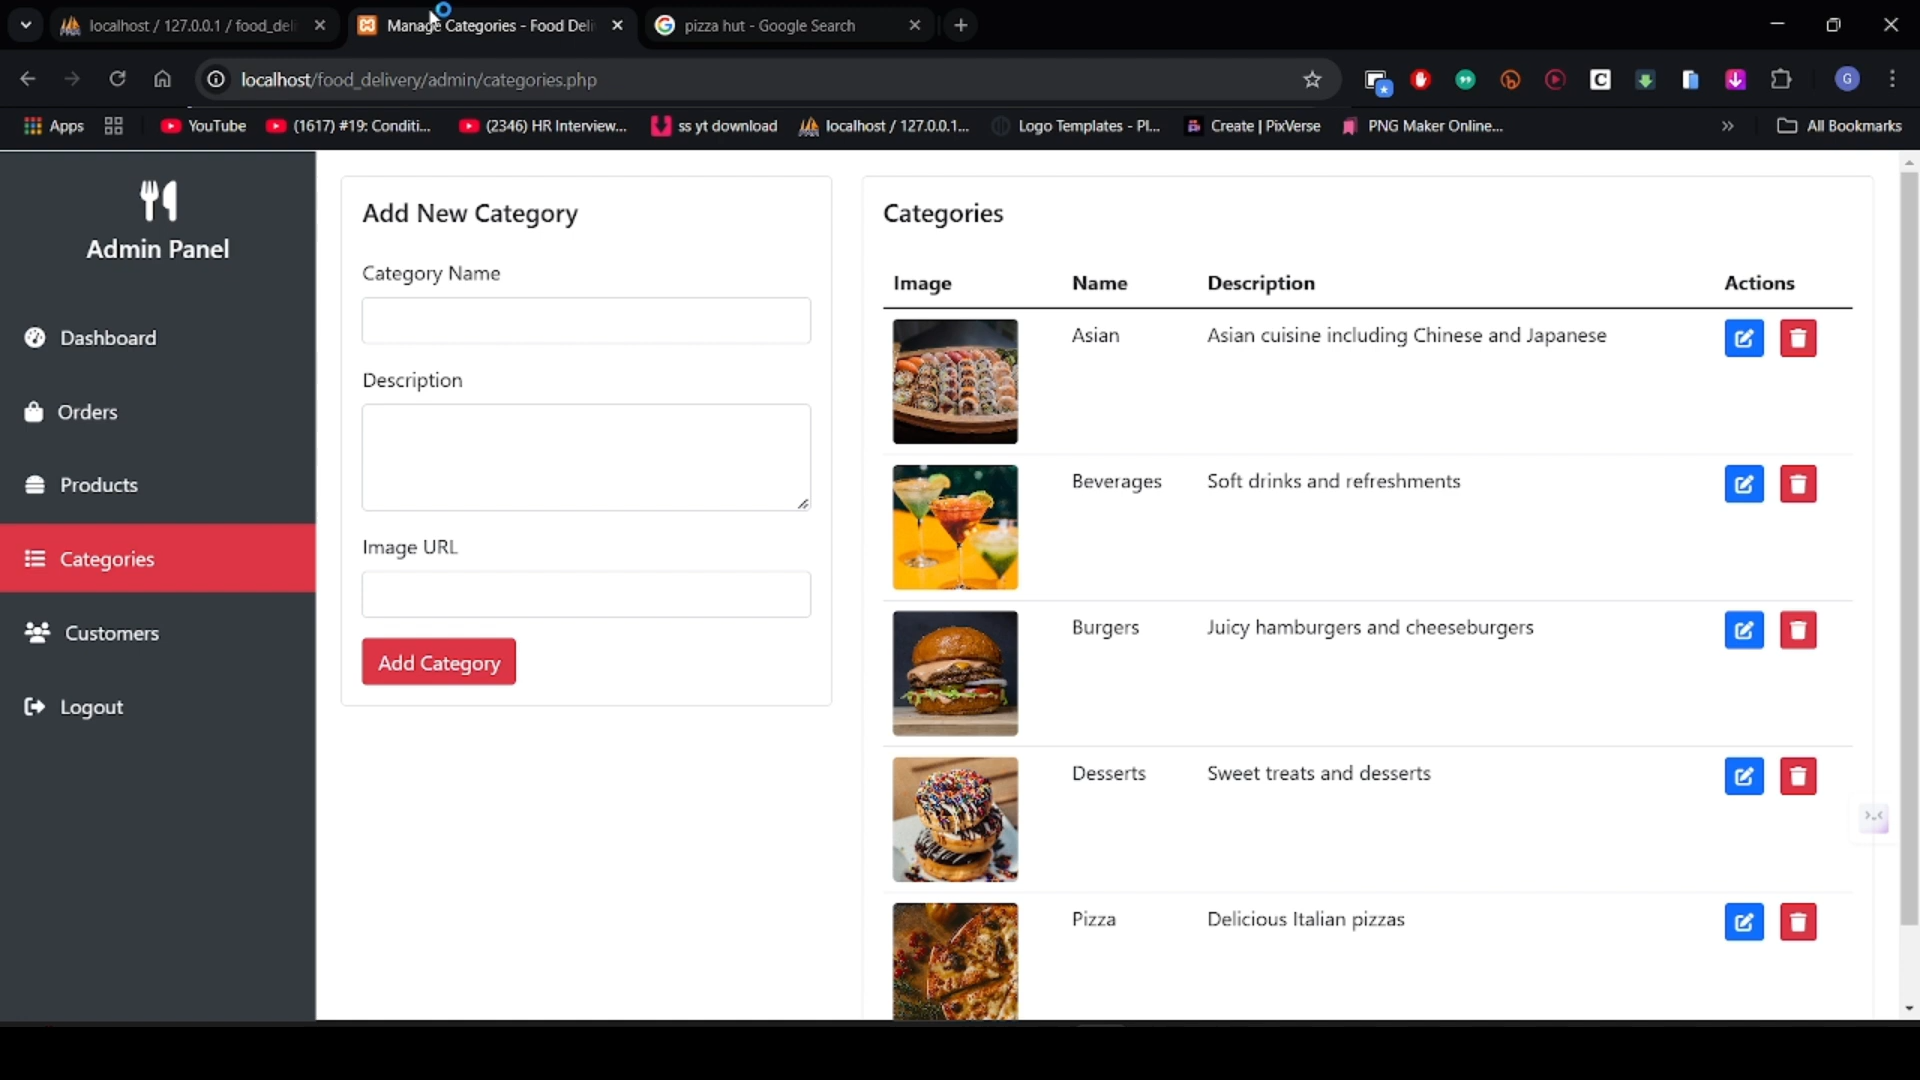 localhost / 127.0.0.1 / food_del
Manage Categories - Food Deli
pizza hut - Google Search
localhost/food_delivery/admin/categories.php
G
Apps
YouTube
(1617) #19: Conditi...
(2346) HR Interview...
ss yt download
localhost / 127.0.0.1...
Logo Templates - Pl...
Create | PixVerse
PNG Maker Online...
All Bookmarks
Admin Panel
Dashboard
Orders
Products
Categories
Customers
Logout
Add New Category
Category Name
Description
Image URL
Add Category
Categories
Image Name Description Actions
Asian Asian cuisine including Chinese and Japanese
Beverages Soft drinks and refreshments
Burgers Juicy hamburgers and cheeseburgers
Desserts Sweet treats and desserts
Pizza Delicious Italian pizzas